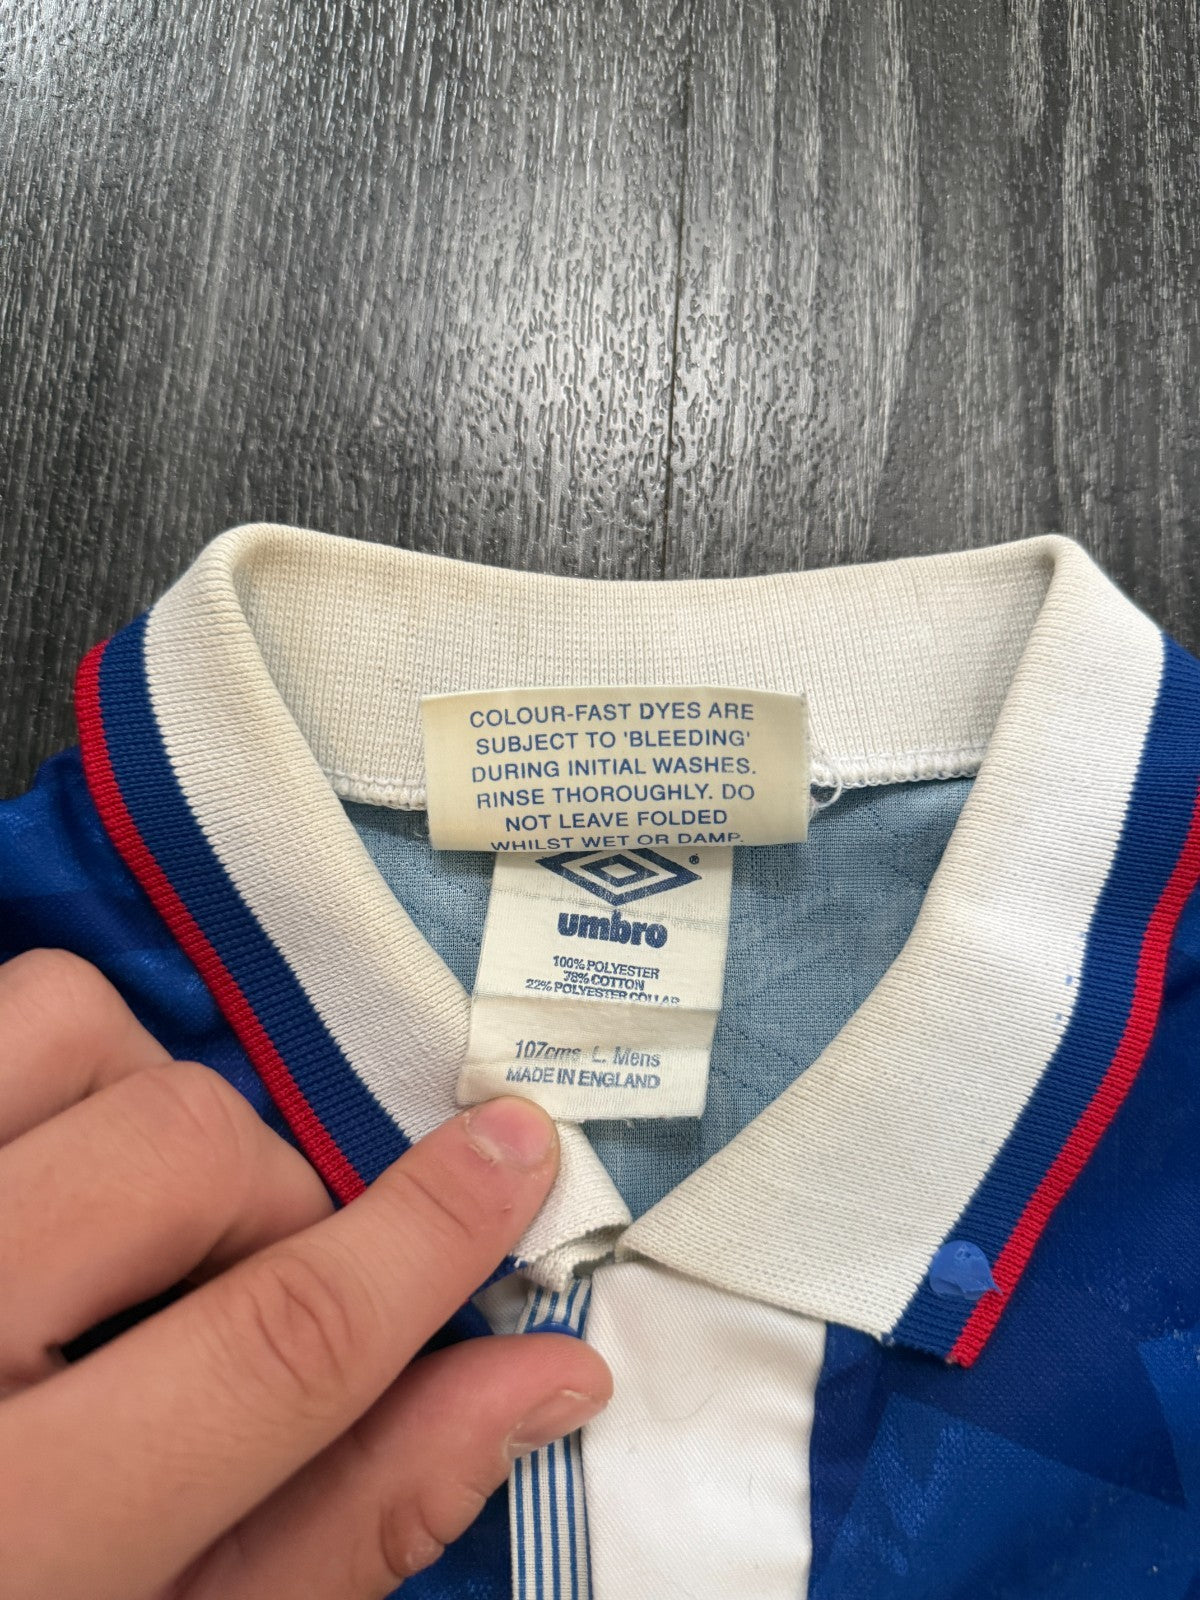 COLOUR-FAST DYES ARE
SUBJECT TO 'BLEEDING'
DURING INITIAL WASHES.
RINSE THOROUGHLY. DO
NOT LEAVE FOLDED
WHILST WET OR DAMP.
®
umbro
100% POLYESTER
78% COTTON
22% POLYESTER COLLAR
107cms L. Mens
MADE IN ENGLAND